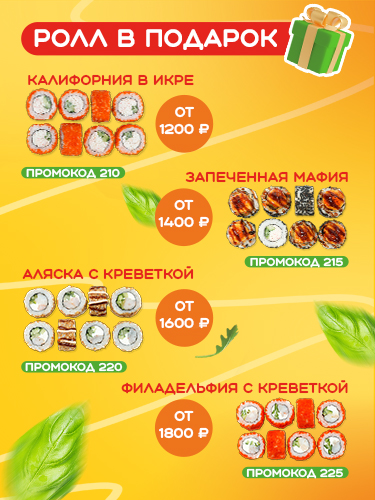 РОЛЛ В ПОДАРОК
КАЛИФОРНИЯ В ИКРЕ
ОТ
1200 ₽
ПРОМОКОД 210
ЗАПЕЧЕННАЯ МАФИЯ
ОТ
1400 ₽
ПРОМОКОД 215
АЛЯСКА С КРЕВЕТКОЙ
ОТ
1600 ₽
ПРОМОКОД 220
ФИЛАДЕЛЬФИЯ С КРЕВЕТКОЙ
ОТ
1800 ₽
ПРОМОКОД 225